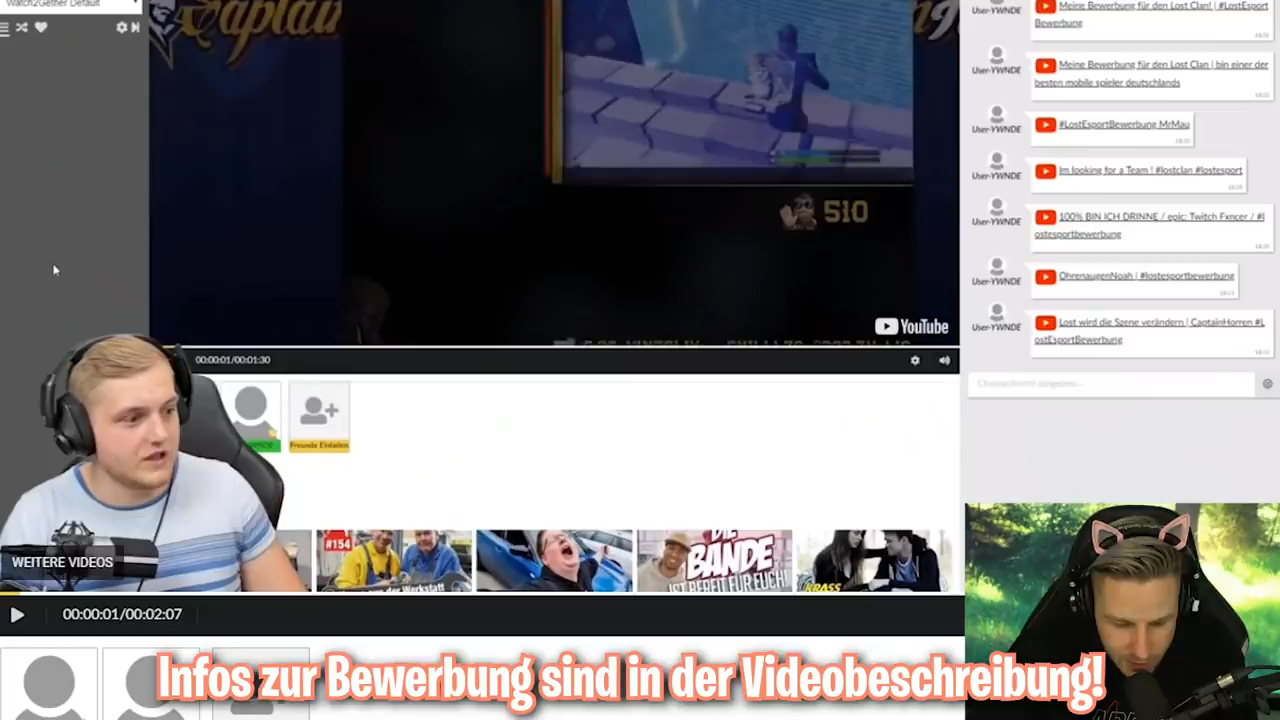 Watch2Gether Default
Captain
510
YouTube
00:00:01/00:01:30
Freunde Einladen
WEITERE VIDEOS
#154
DIE
BANDE
IST BEREIT FÜR EUCH!
KRASS
00:00:01/00:02:07
Infos zur Bewerbung sind in der Videobeschreibung!
User-YWNDE
Meine Bewerbung für den Lost Clan! | #LostEsport
Bewerbung
User-YWNDE
Meine Bewerbung für den Lost Clan | bin einer der
besten mobile spieler deutschlands
User-YWNDE
#LostEsportBewerbung MrMau
User-YWNDE
Im looking for a Team ! #lostclan #lostesport
User-YWNDE
100% BIN ICH DRINNE / epic: Twitch Fxncer / #l
ostesportbewerbung
User-YWNDE
OhrenaugenNoah | #lostesportbewerbung
User-YWNDE
Lost wird die Szene verändern | CaptainHorren #L
ostEsportBewerbung